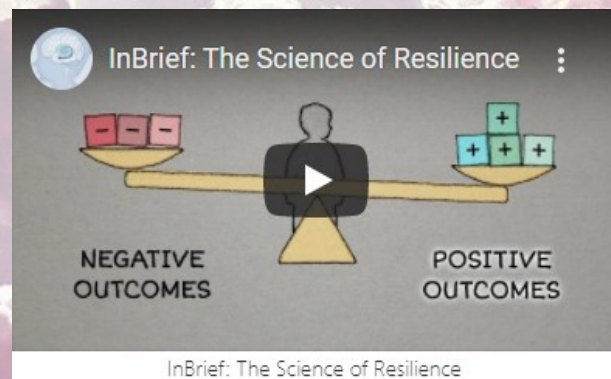 InBrief: The Science of Resilience
− − −
+
+ + +
NEGATIVE
OUTCOMES
POSITIVE
OUTCOMES
InBrief: The Science of Resilience